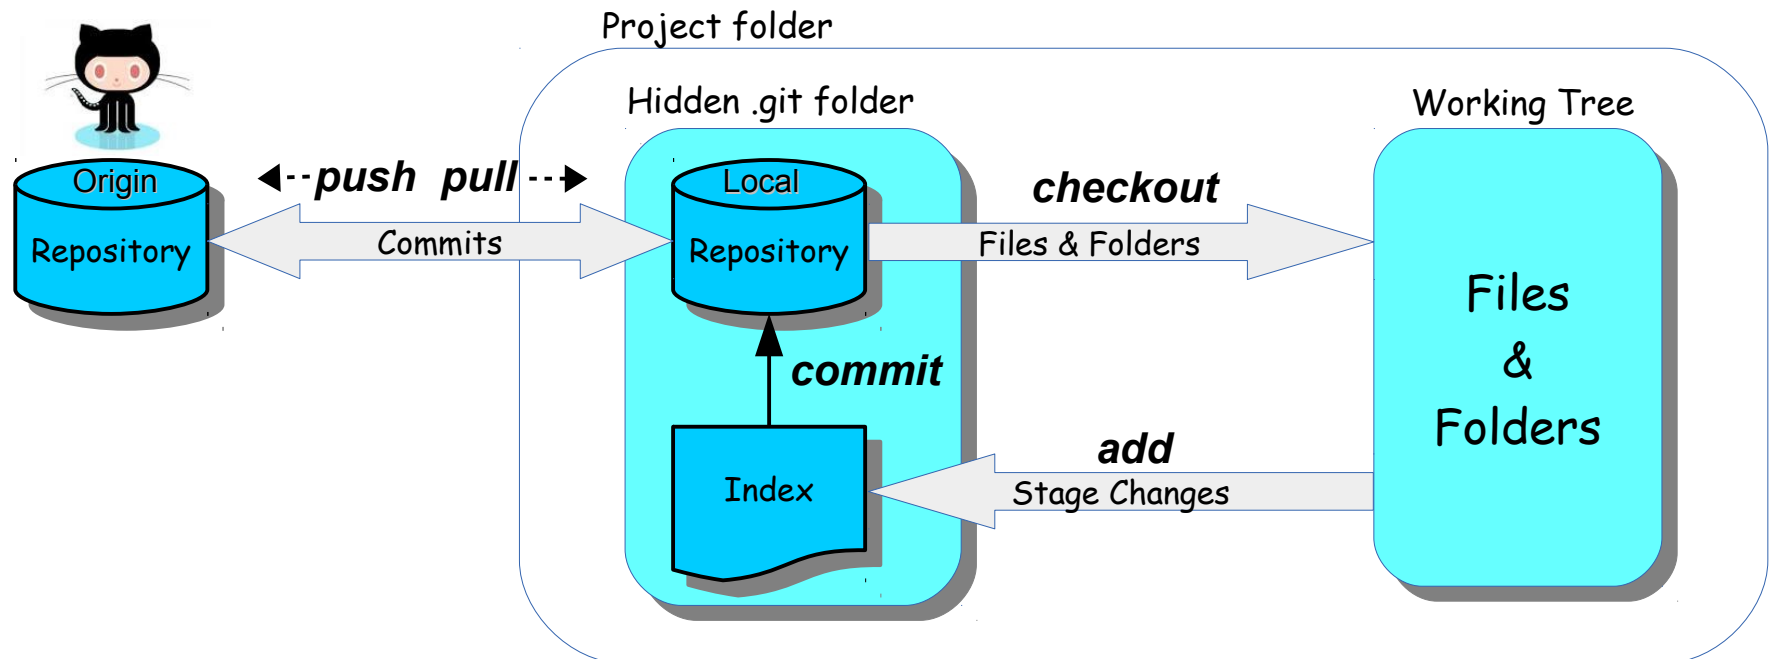 Project folder
Hidden .git folder
Working Tree
Origin
Repository
push pull
Commits
Local
Repository
checkout
Files & Folders
Files
&
Folders
commit
add
Stage Changes
Index